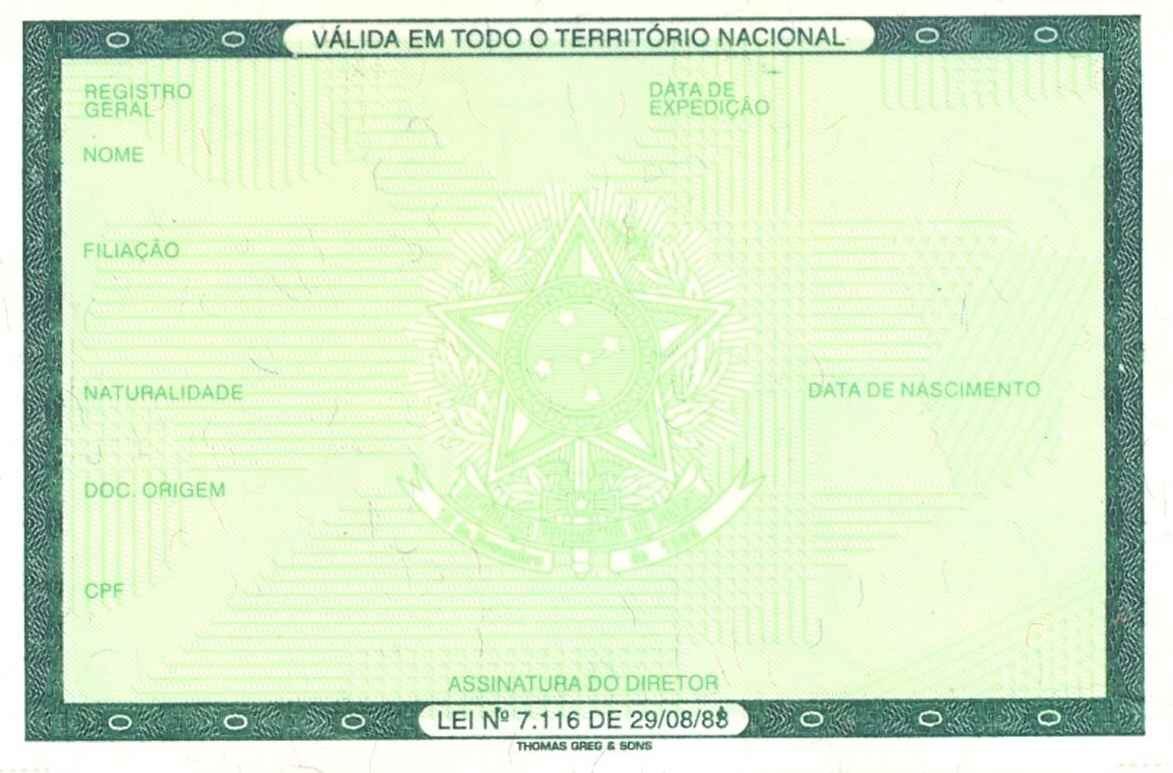 VÁLIDA EM TODO O TERRITÓRIO NACIONAL
REGISTRO
GERAL
DATA DE
EXPEDIÇÃO
NOME
FILIAÇÃO
NATURALIDADE
DATA DE NASCIMENTO
DOC. ORIGEM
CPF
ASSINATURA DO DIRETOR
LEI Nº 7.116 DE 29/08/83
THOMAS GREG & SONS